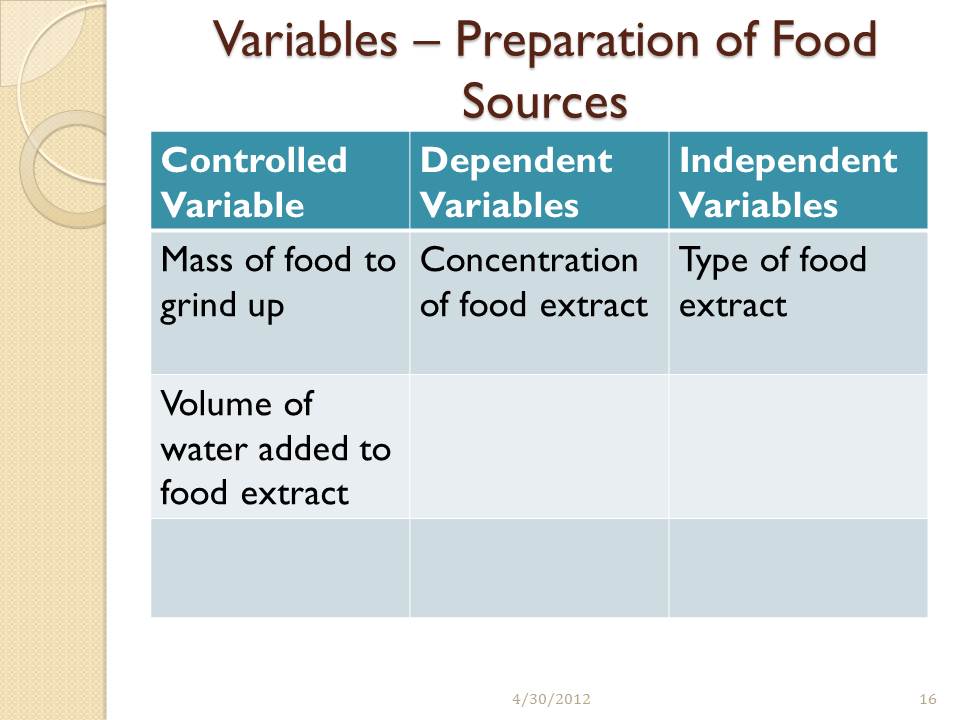 Variables – Preparation of Food
Sources
Controlled
Variable
Dependent
Variables
Independent
Variables
Mass of food to
grind up
Concentration
of food extract
Type of food
extract
Volume of
water added to
food extract
4/30/2012
16